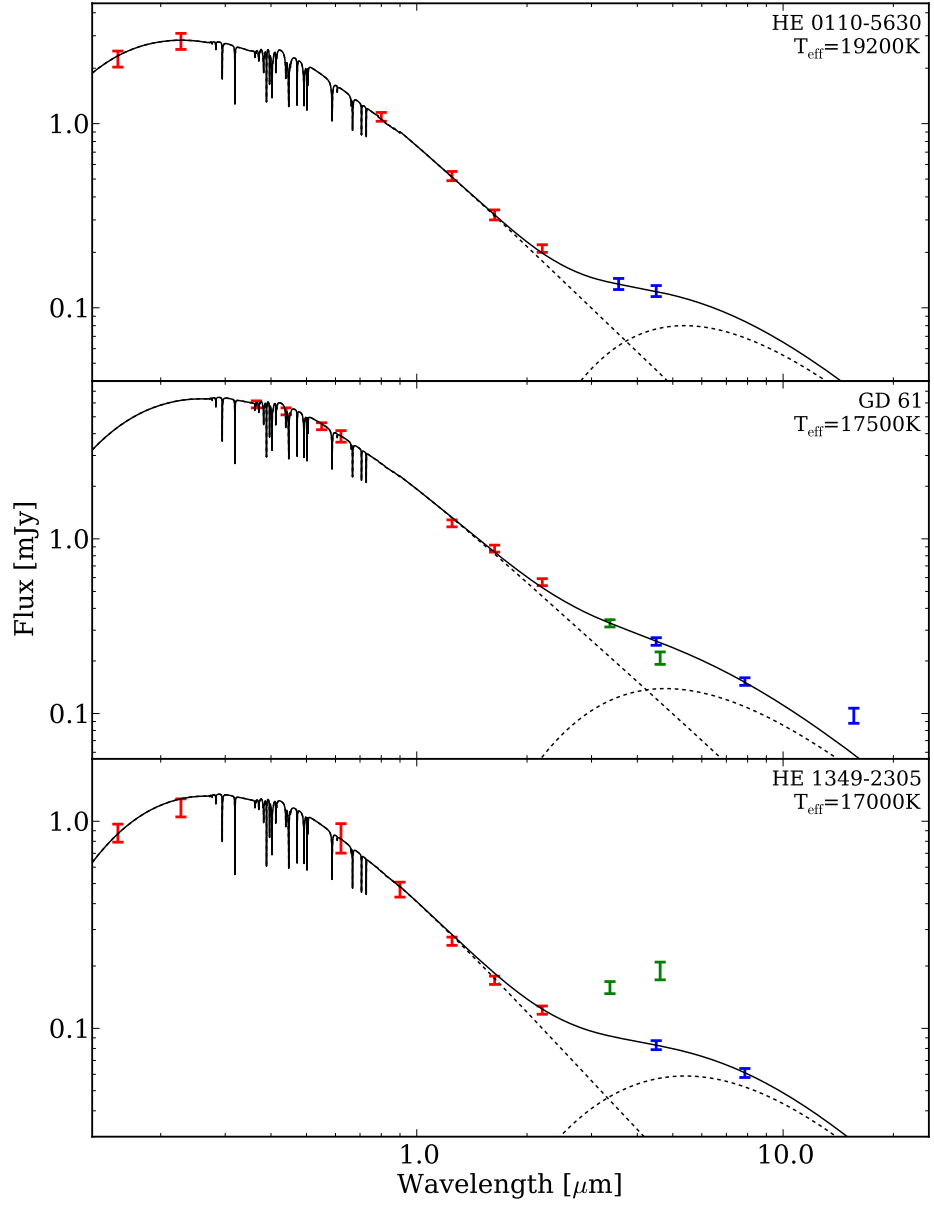 HE 0110-5630
Teff=19200K
1.0
0.1
GD 61
Teff=17500K
1.0
0.1
Flux [mJy]
HE 1349-2305
Teff=17000K
1.0
0.1
1.0 10.0
Wavelength [μm]